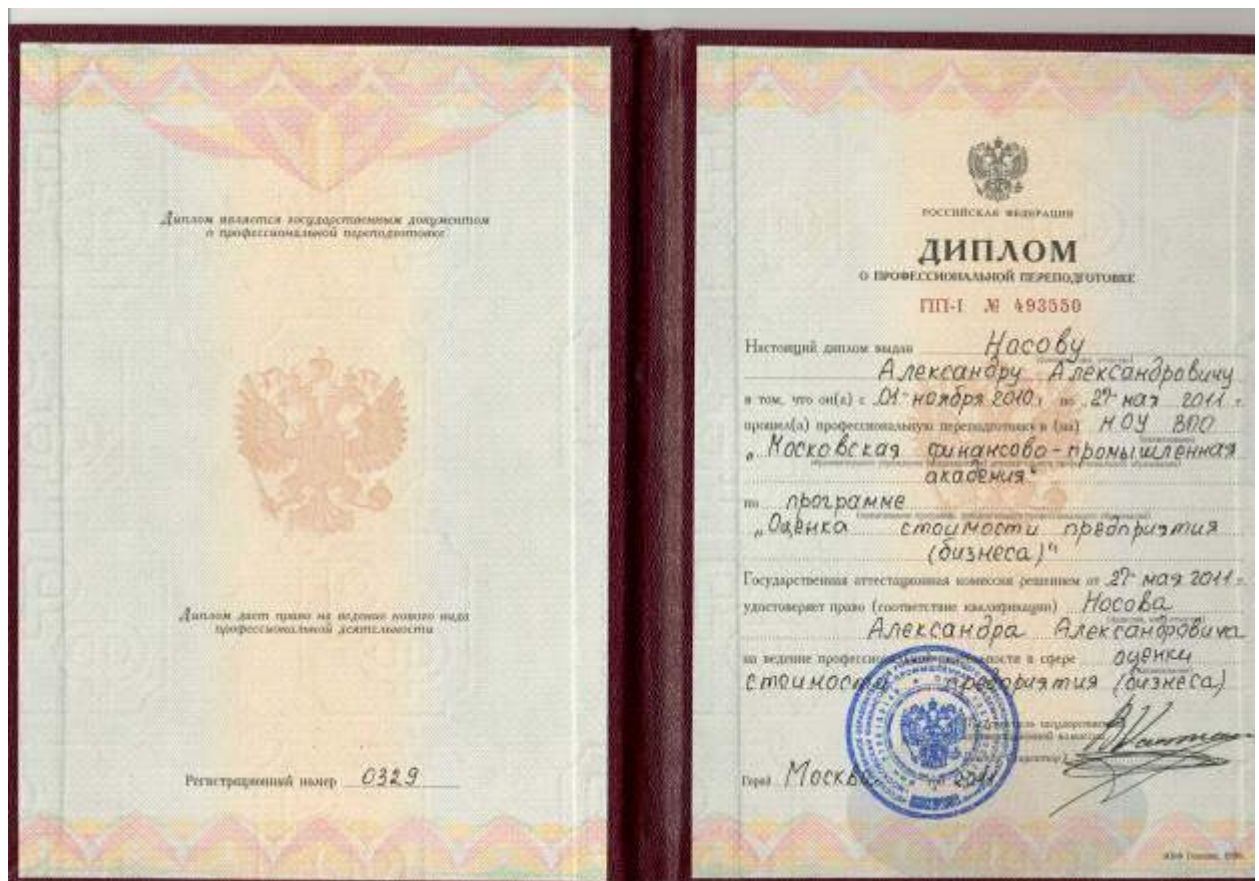 Диплом является государственным документом
о профессиональной переподготовке
Диплом дает право на ведение нового вида
профессиональной деятельности
Регистрационный номер 0329
РОССИЙСКАЯ ФЕДЕРАЦИЯ
ДИПЛОМ
О ПРОФЕССИОНАЛЬНОЙ ПЕРЕПОДГОТОВКЕ
ПП-I № 493550
Настоящий диплом выдан Носову
Александру Александровичу
в том, что он(а) с 01 ноября 2010 г. по 27 мая 2011 г.
прошел(а) профессиональную переподготовку в (на) НОУ ВПО
„Московская финансово-промышленная
академия"
по программе
„Оценка стоимости предприятия
(бизнеса)"
Государственная аттестационная комиссия решением от 27 мая 2011 г.
удостоверяет право (соответствие квалификации) Носова
Александра Александровича
на ведение профессиональной деятельности в сфере оценки
стоимости предприятия (бизнеса)
Город Москва 2011